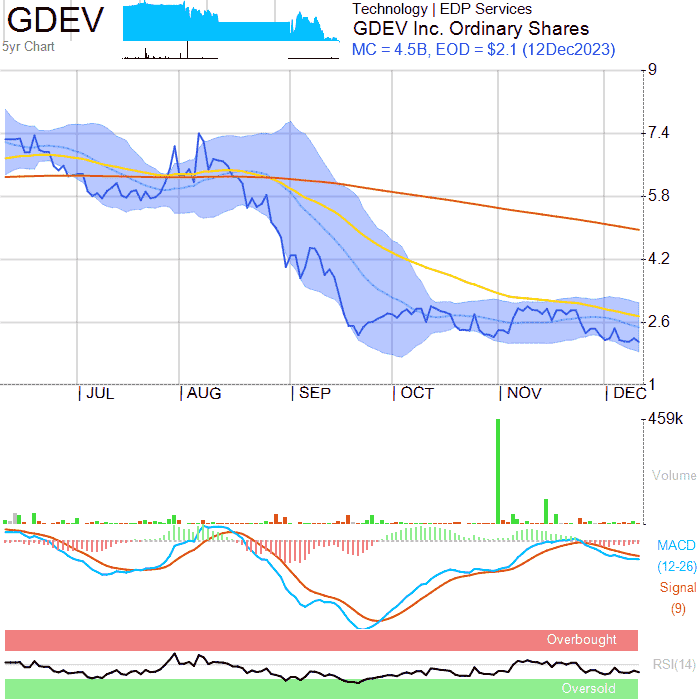 GDEV
5yr Chart
Technology | EDP Services
GDEV Inc. Ordinary Shares
MC = 4.5B, EOD = $2.1 (12Dec2023)
9
7.4
5.8
4.2
2.6
1
JUL AUG SEP OCT NOV DEC
459k
Volume
MACD
(12-26)
Signal
(9)
Overbought
RSI(14)
Oversold